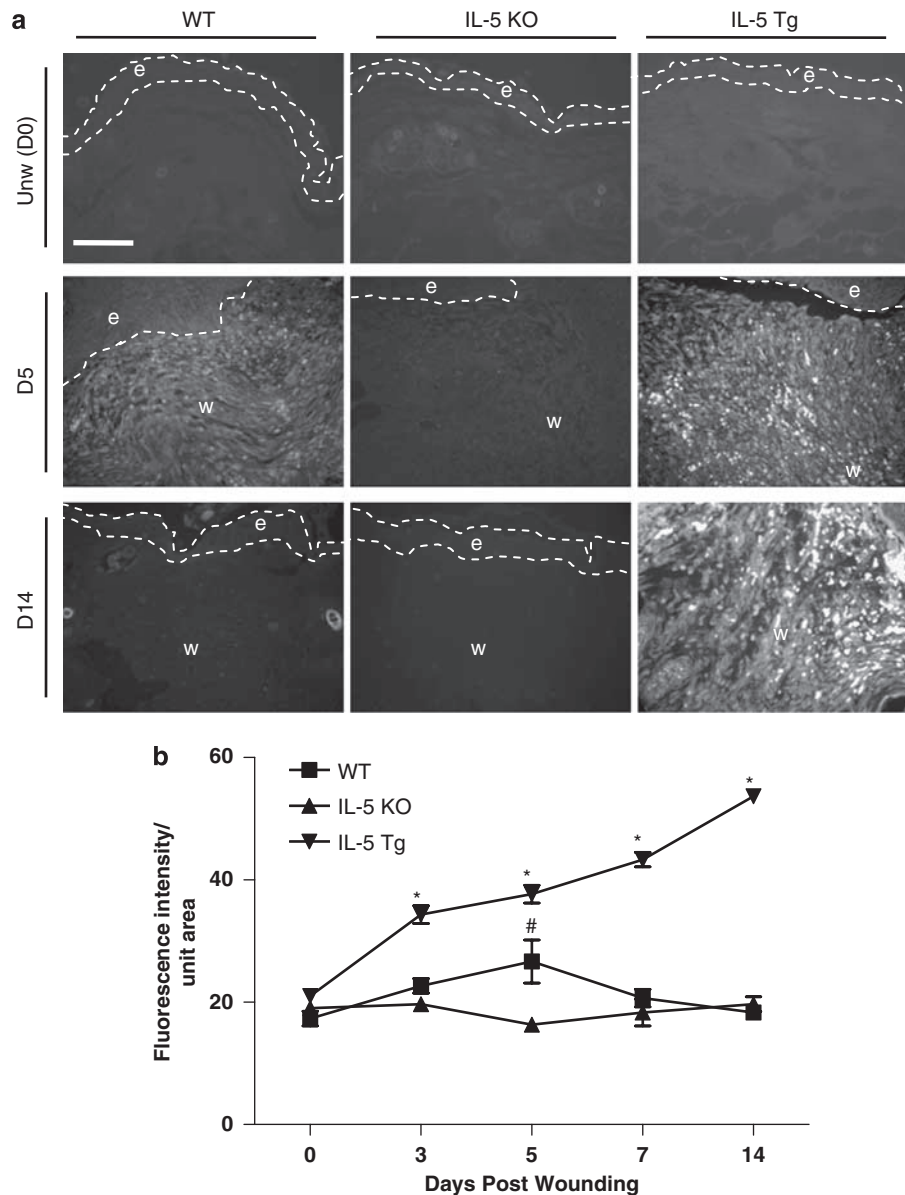 a
WT
IL-5 KO
IL-5 Tg
Unw (D0)
e
e
e
D5
e
w
e
w
e
w
D14
e
w
e
w
w
b
60
40
20
0
WT
IL-5 KO
IL-5 Tg
*
*
*
*
#
Fluorescence intensity/
unit area
0 3 5 7 14
Days Post Wounding